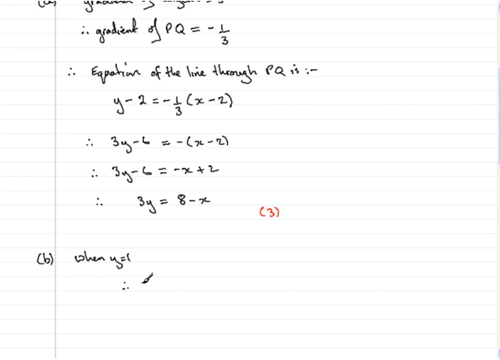 (a)
∴ gradient of PQ = -1/3
∴ Equation of the line through PQ is :-
y - 2 = -1/3 (x - 2)
∴ 3y - 6 = -(x - 2)
∴ 3y - 6 = -x + 2
∴ 3y = 8 - x
(3)
(b) when y=1
∴